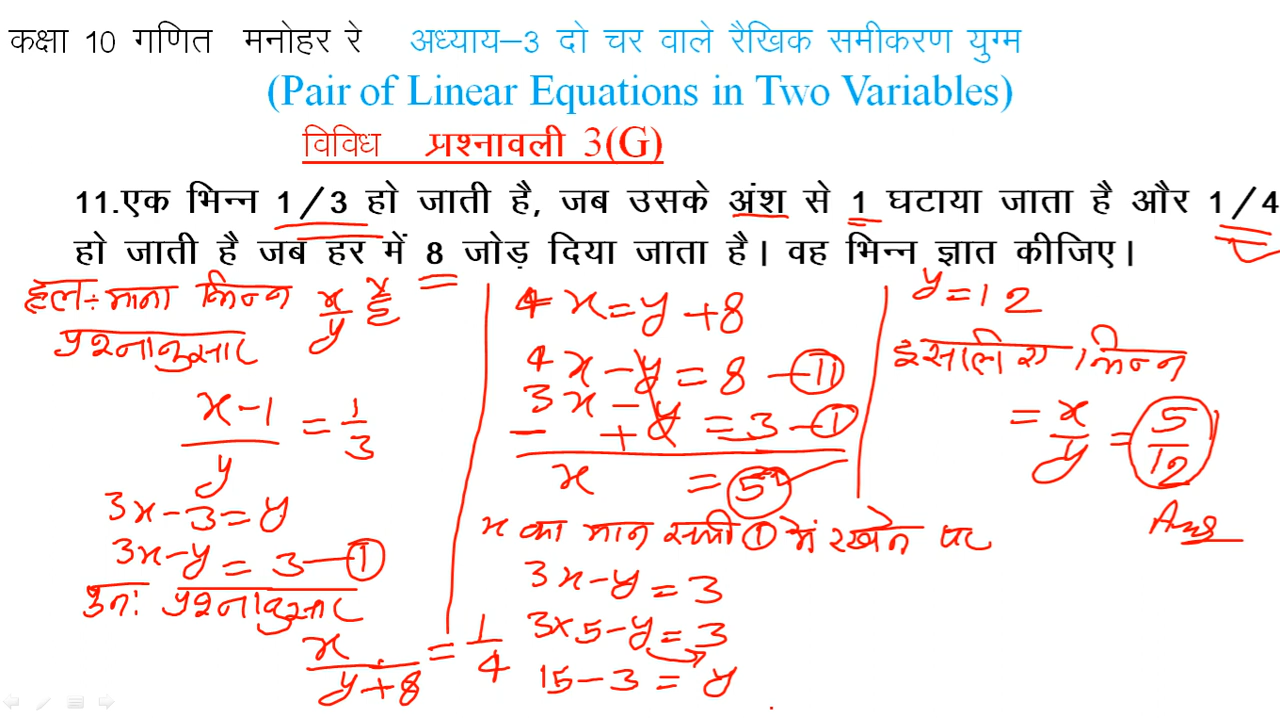 कक्षा 10 गणित मनोहर रे अध्याय–3 दो चर वाले रैखिक समीकरण युग्म
(Pair of Linear Equations in Two Variables)
विविध प्रश्नावली 3(G)
11.एक भिन्न 1/3 हो जाती है, जब उसके अंश से 1 घटाया जाता है और 1/4
हो जाती है जब हर में 8 जोड़ दिया जाता है। वह भिन्न ज्ञात कीजिए।
हल:- माना भिन्न x/y है
प्रश्नानुसार
x-1/y = 1/3
3x-3=y
3x-y=3-①
पुन: प्रश्नानुसार
x/y+8 = 1/4
4x=y+8
4x-y=8-⑪
3x-y=3-①
- + -
x = 5
x का मान समी ① में रखने पर
3x-y=3
3×5-y=3
15-3=y
y=12
इसलिए भिन्न
= x/y = 5/12
Ans